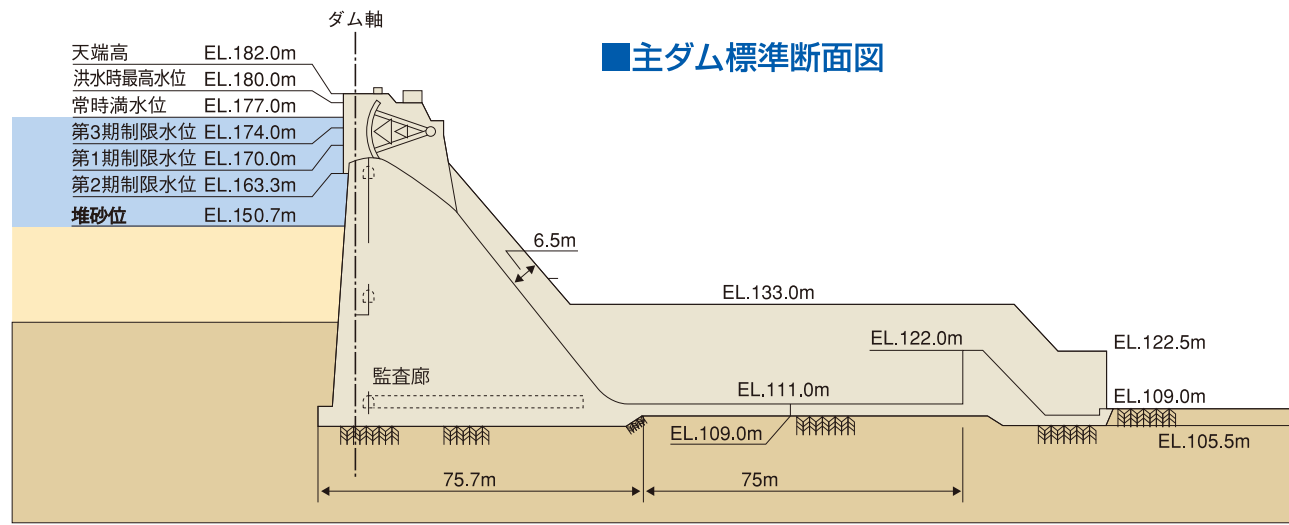 ダム軸
■主ダム標準断面図
天端高 EL.182.0m
洪水時最高水位 EL.180.0m
常時満水位 EL.177.0m
第3期制限水位 EL.174.0m
第1期制限水位 EL.170.0m
第2期制限水位 EL.163.3m
堆砂位 EL.150.7m
6.5m
EL.133.0m
EL.122.0m
EL.122.5m
監査廊
EL.111.0m
EL.109.0m
EL.109.0m
EL.105.5m
75.7m
75m